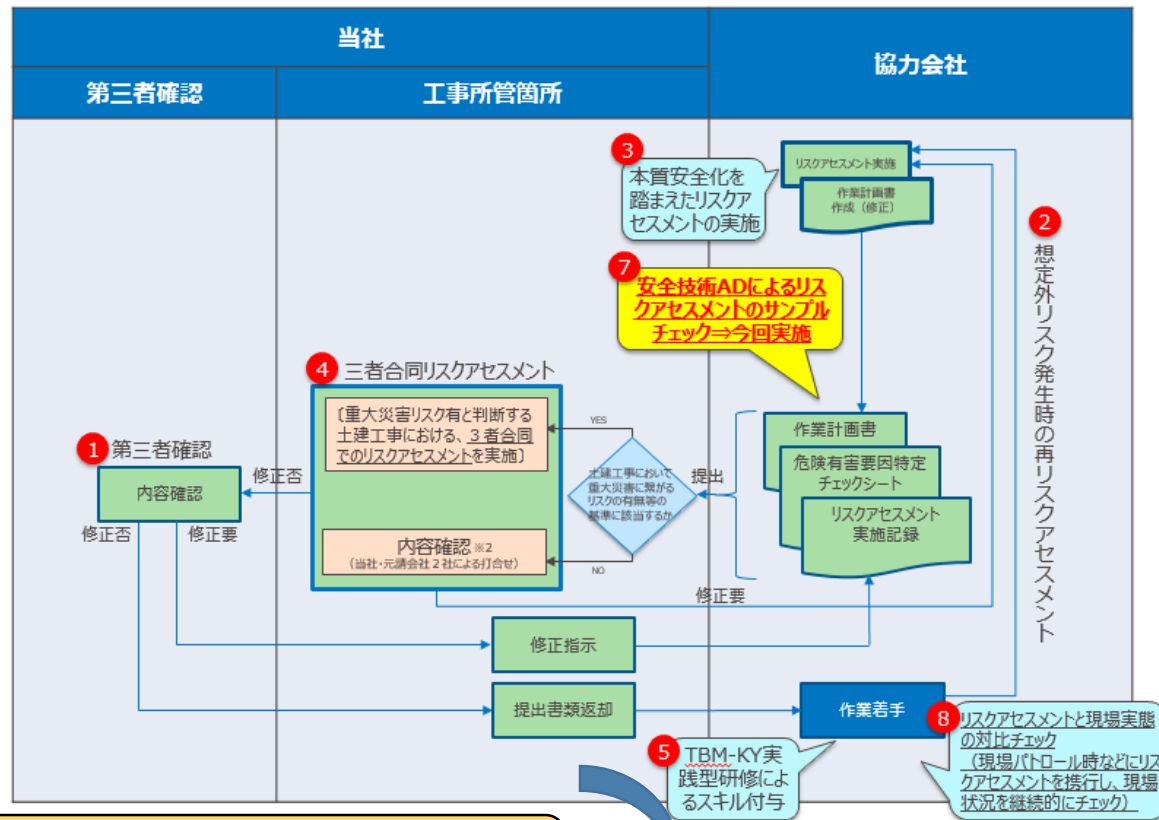 当社
協力会社
第三者確認
工事所管箇所
3
本質安全化を
踏まえたリスクア
セスメントの実施
リスクアセスメント実施
作業計画書
作成（修正）
2
想定外リスク発生時の再リスクアセスメント
7
安全技術ADによるリス
クアセスメントのサンプル
チェック⇒今回実施
4 三者合同リスクアセスメント
〔重大災害リスク有と判断する
土建工事における、３者合同
でのリスクアセスメントを実施〕
YES
土建工事において
重大災害に繋がる
リスクの有無等の
基準に該当するか
提出
作業計画書
危険有害要因特定
チェックシート
リスクアセスメント
実施記録
1 第三者確認
内容確認
修正否
修正否
修正要
内容確認 ※2
（当社・元請会社２社による打合せ）
NO
修正要
修正指示
提出書類返却
作業着手
5
TBM-KY実
践型研修によ
るスキル付与
8
リスクアセスメントと現場実態
の対比チェック
（現場パトロール時などにリス
クアセスメントを携行し、現場
状況を継続的にチェック）